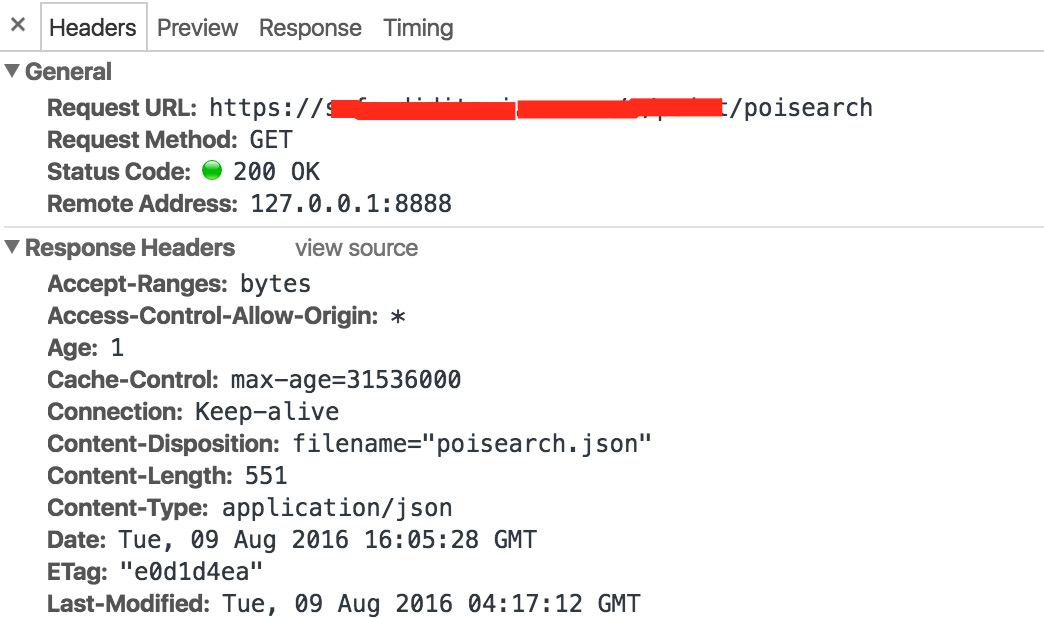 × Headers Preview Response Timing
▼ General
Request URL: https:// /poisearch
Request Method: GET
Status Code: 200 OK
Remote Address: 127.0.0.1:8888
▼ Response Headers view source
Accept-Ranges: bytes
Access-Control-Allow-Origin: *
Age: 1
Cache-Control: max-age=31536000
Connection: Keep-alive
Content-Disposition: filename="poisearch.json"
Content-Length: 551
Content-Type: application/json
Date: Tue, 09 Aug 2016 16:05:28 GMT
ETag: "e0d1d4ea"
Last-Modified: Tue, 09 Aug 2016 04:17:12 GMT